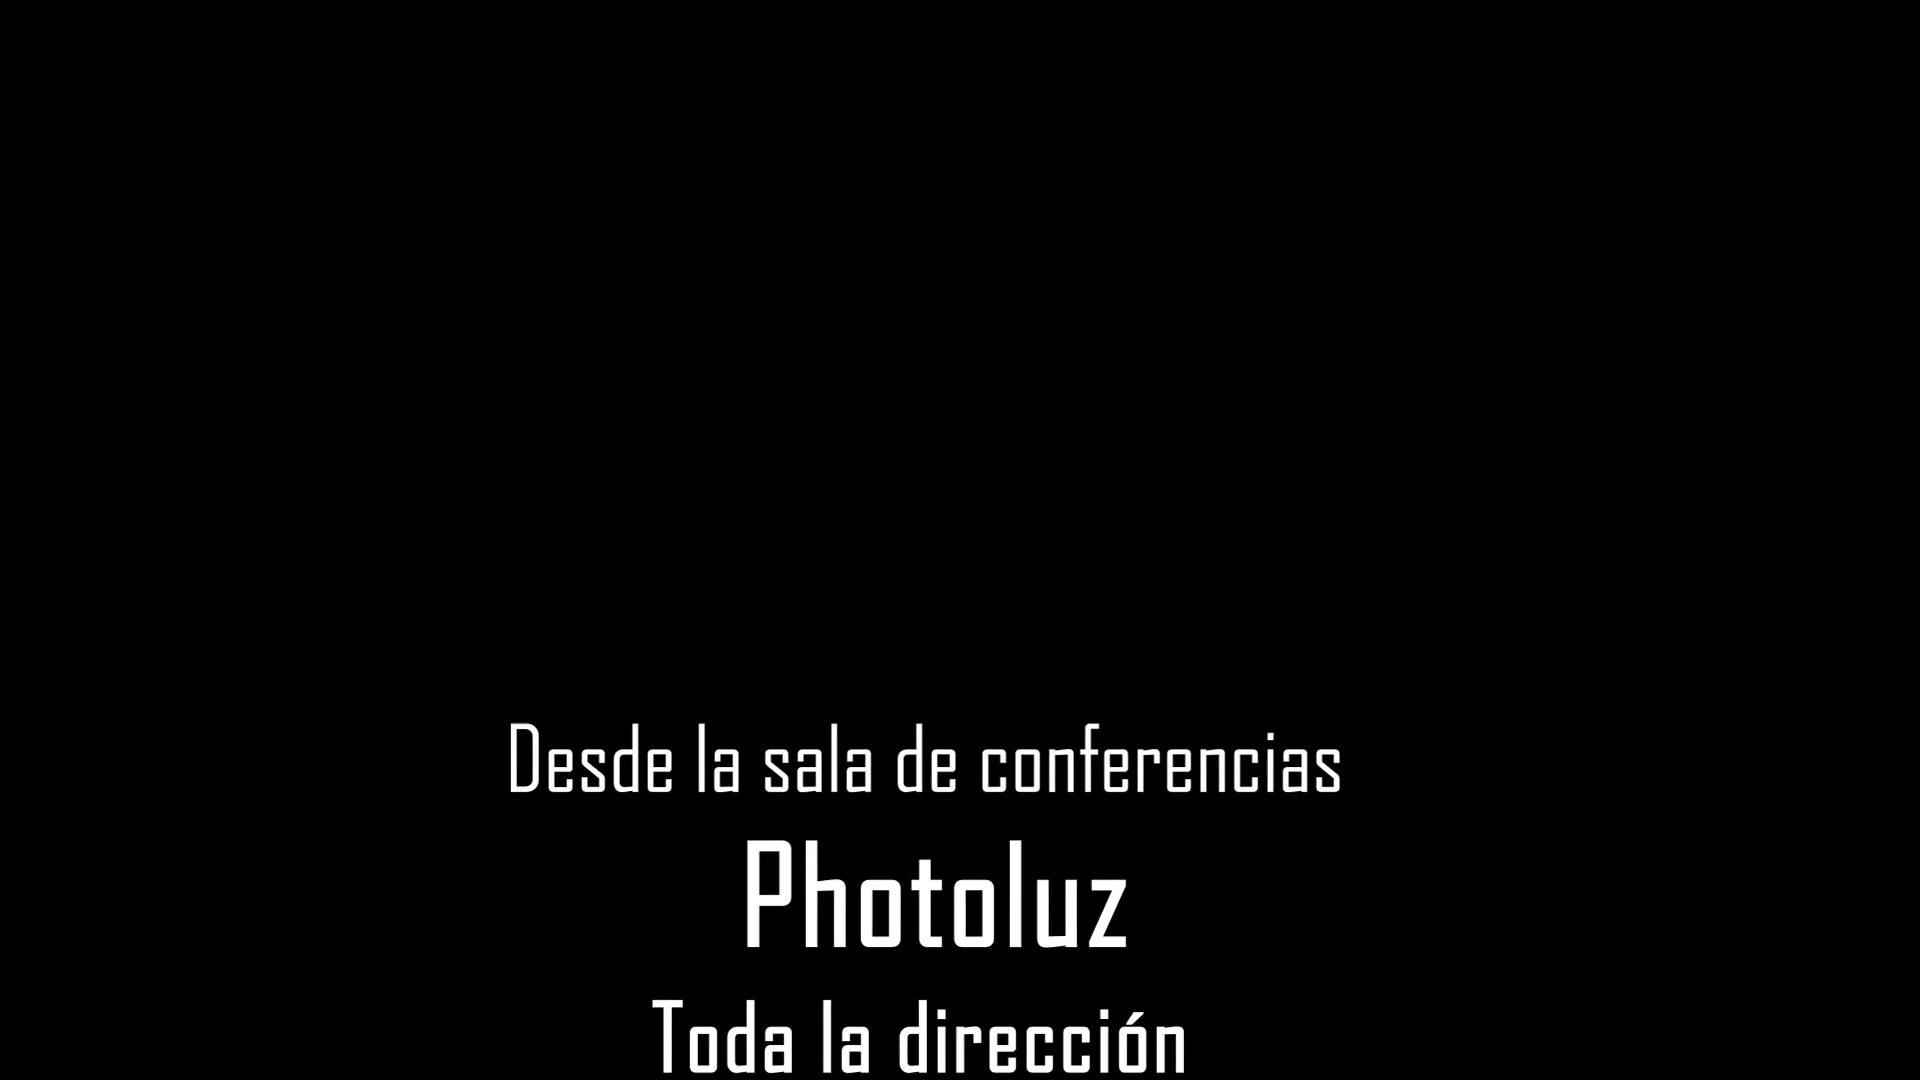 Desde la sala de conferencias
Photoluz
Toda la dirección